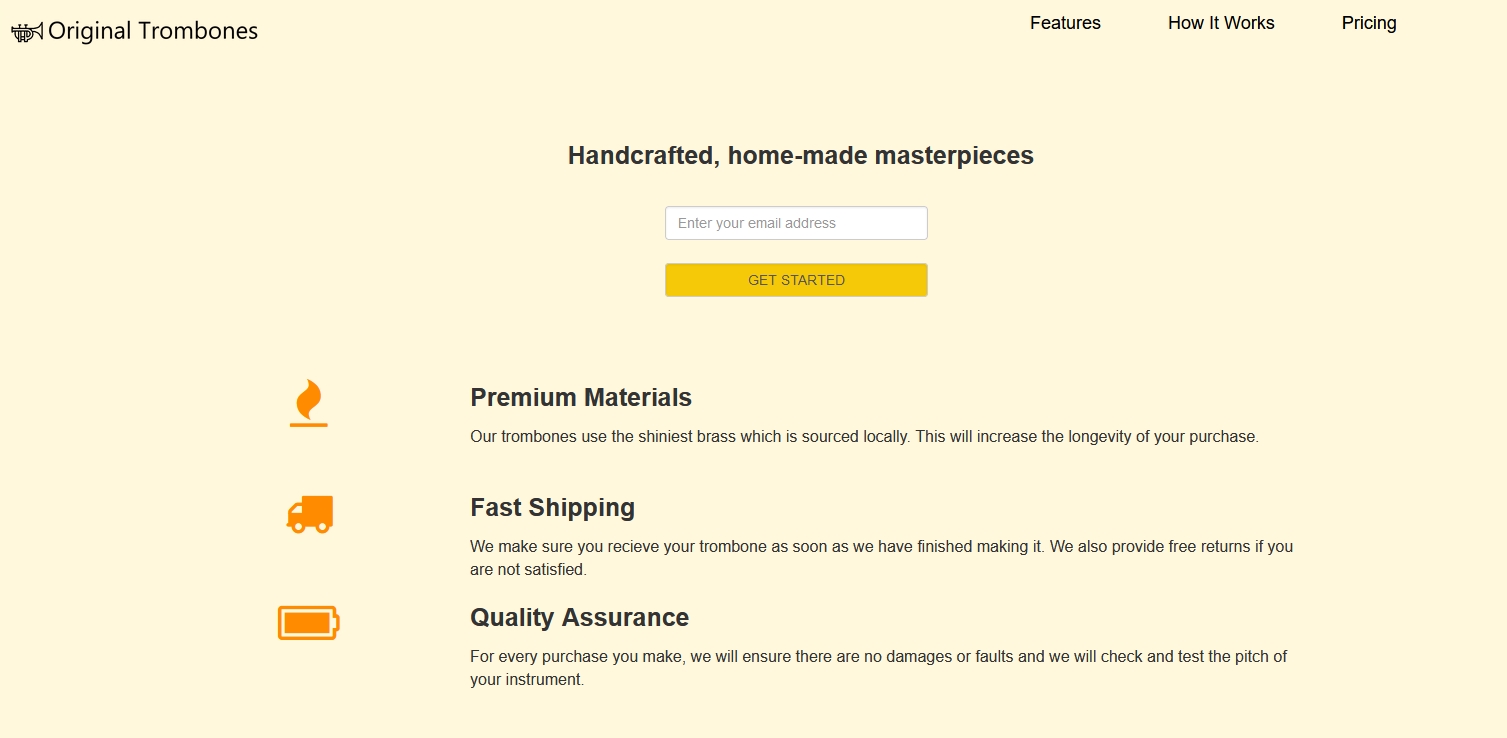 Original Trombones
Features
How It Works
Pricing
Handcrafted, home-made masterpieces
Enter your email address
GET STARTED
Premium Materials
Our trombones use the shiniest brass which is sourced locally. This will increase the longevity of your purchase.
Fast Shipping
We make sure you recieve your trombone as soon as we have finished making it. We also provide free returns if you
are not satisfied.
Quality Assurance
For every purchase you make, we will ensure there are no damages or faults and we will check and test the pitch of
your instrument.